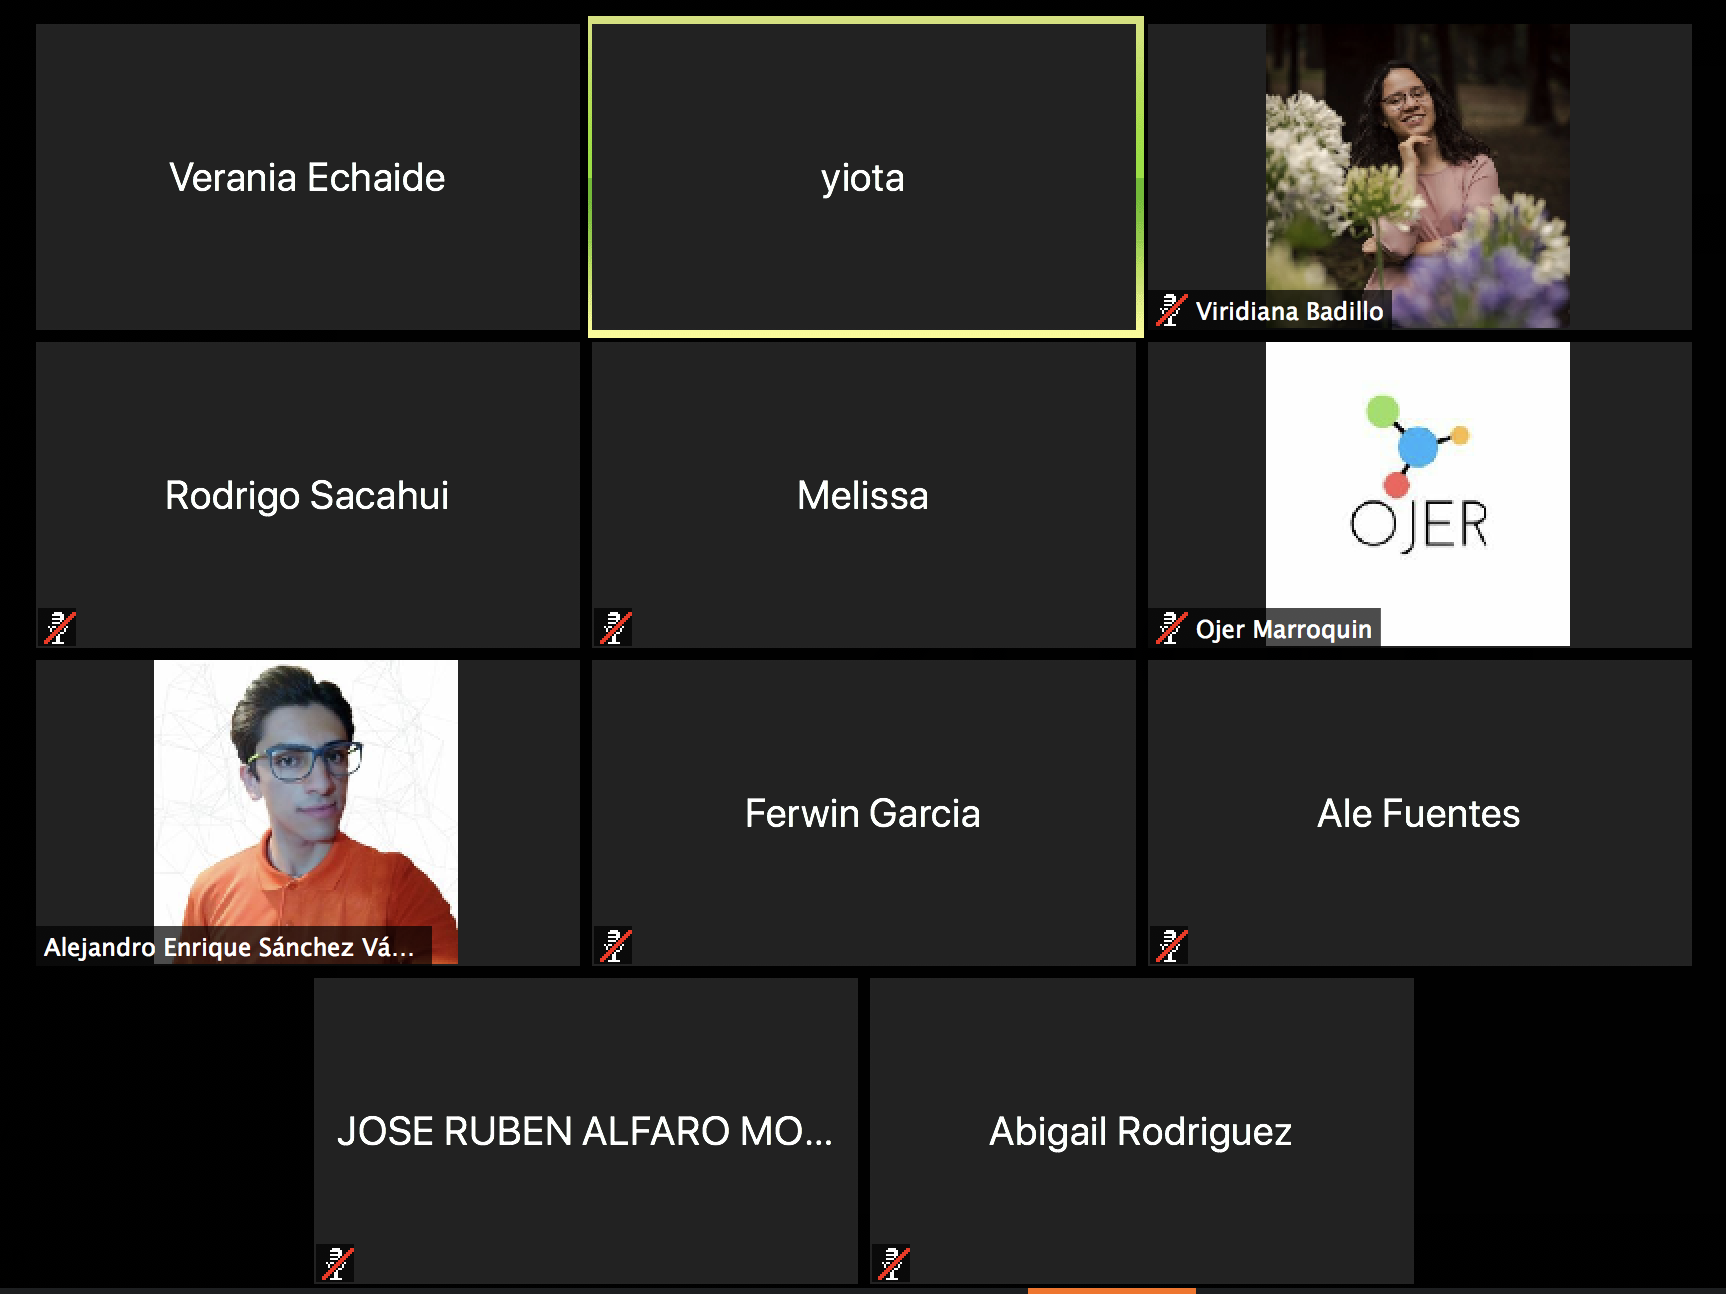 Verania Echaide
yiota
Viridiana Badillo
Rodrigo Sacahui
Melissa
OJER
Ojer Marroquin
Alejandro Enrique Sánchez Vá...
Ferwin Garcia
Ale Fuentes
JOSE RUBEN ALFARO MO...
Abigail Rodriguez